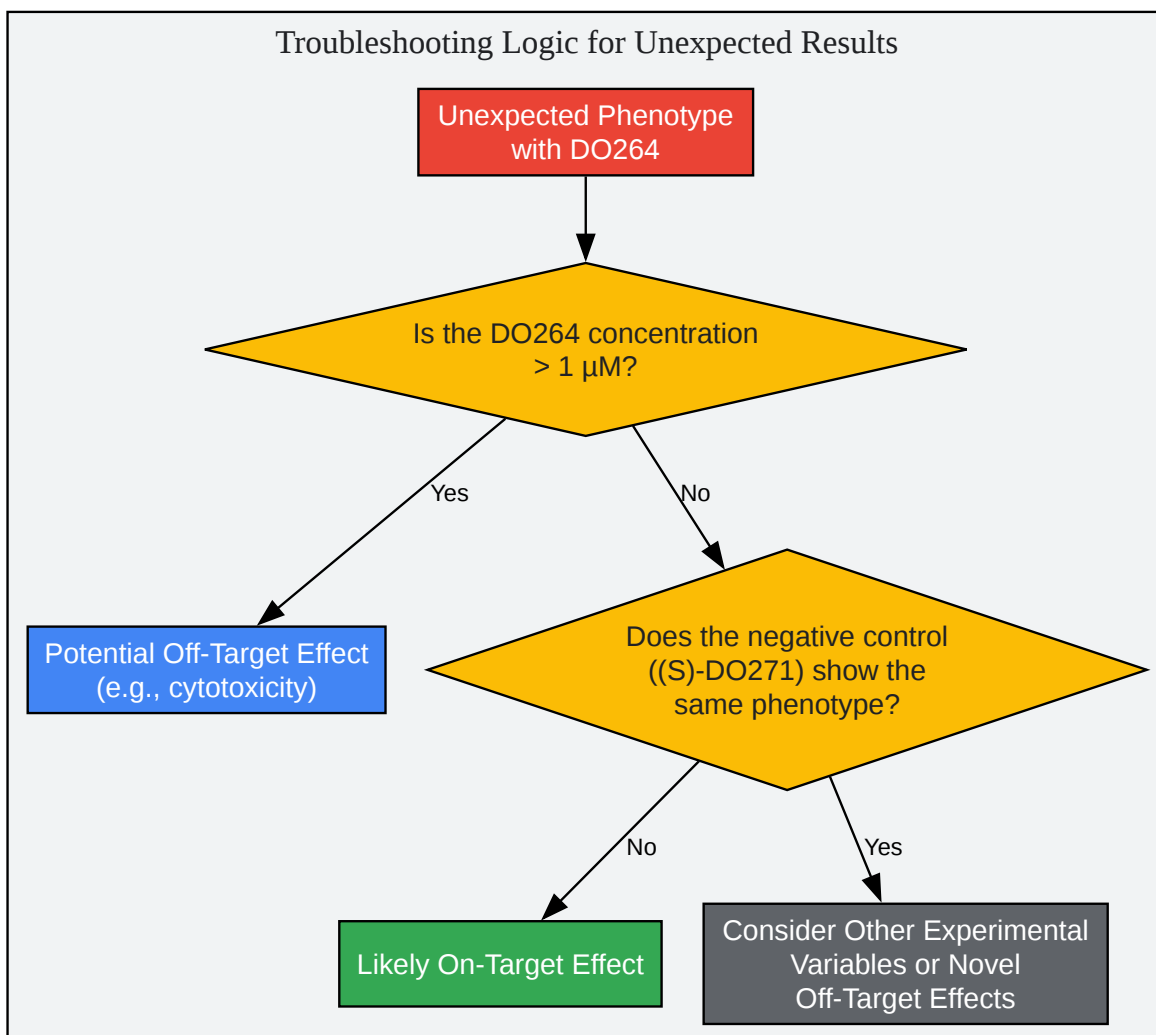 Troubleshooting Logic for Unexpected Results
Unexpected Phenotype
with DO264
Is the DO264 concentration
> 1 µM?
Yes
No
Potential Off-Target Effect
(e.g., cytotoxicity)
Does the negative control
((S)-DO271) show the
same phenotype?
No
Yes
Likely On-Target Effect
Consider Other Experimental
Variables or Novel
Off-Target Effects